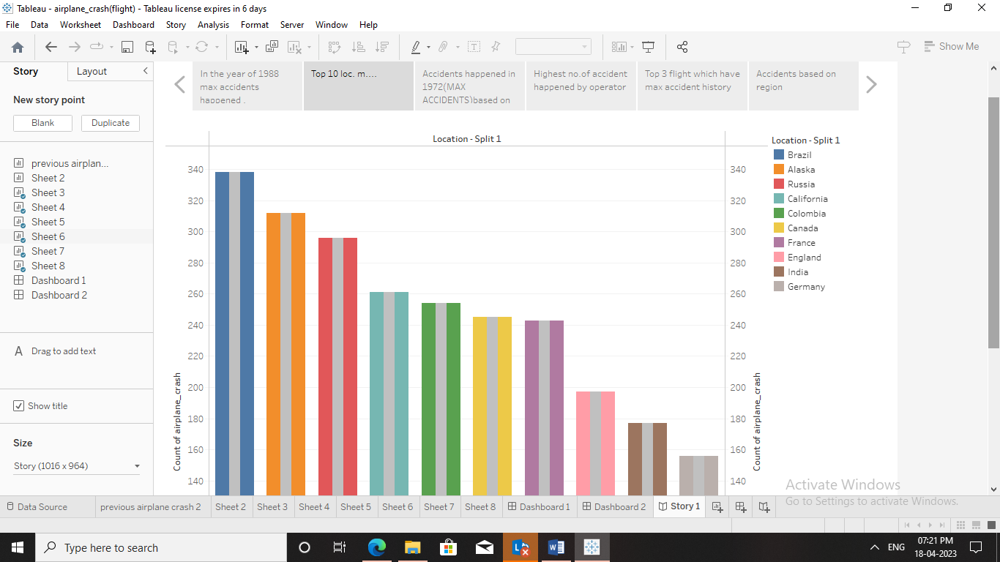 Tableau - airplane_crash(flight) - Tableau license expires in 6 days
File Data Worksheet Dashboard Story Analysis Format Server Window Help
Show Me
Story Layout
New story point
Blank Duplicate
previous airplan...
Sheet 2
Sheet 3
Sheet 4
Sheet 5
Sheet 6
Sheet 7
Sheet 8
Dashboard 1
Dashboard 2
A Drag to add text
Show title
Size
Story (1016 x 964)
In the year of 1988
max accidents
happened .
Top 10 loc. m....
Accidents happened in
1972(MAX
ACCIDENTS)based on
Highest no.of accident
happened by operator
Top 3 flight which have
max accident history
Accidents based on
region
Location - Split 1
340
320
300
280
260
240
220
200
180
160
140
Count of airplane_crash
340
320
300
280
260
240
220
200
180
160
140
Count of airplane_crash
Location - Split 1
Brazil
Alaska
Russia
California
Colombia
Canada
France
England
India
Germany
Activate Windows
Go to Settings to activate Windows.
Data Source previous airplane crash 2 Sheet 2 Sheet 3 Sheet 4 Sheet 5 Sheet 6 Sheet 7 Sheet 8 Dashboard 1 Dashboard 2 Story 1
Type here to search
ENG
07:21 PM
18-04-2023